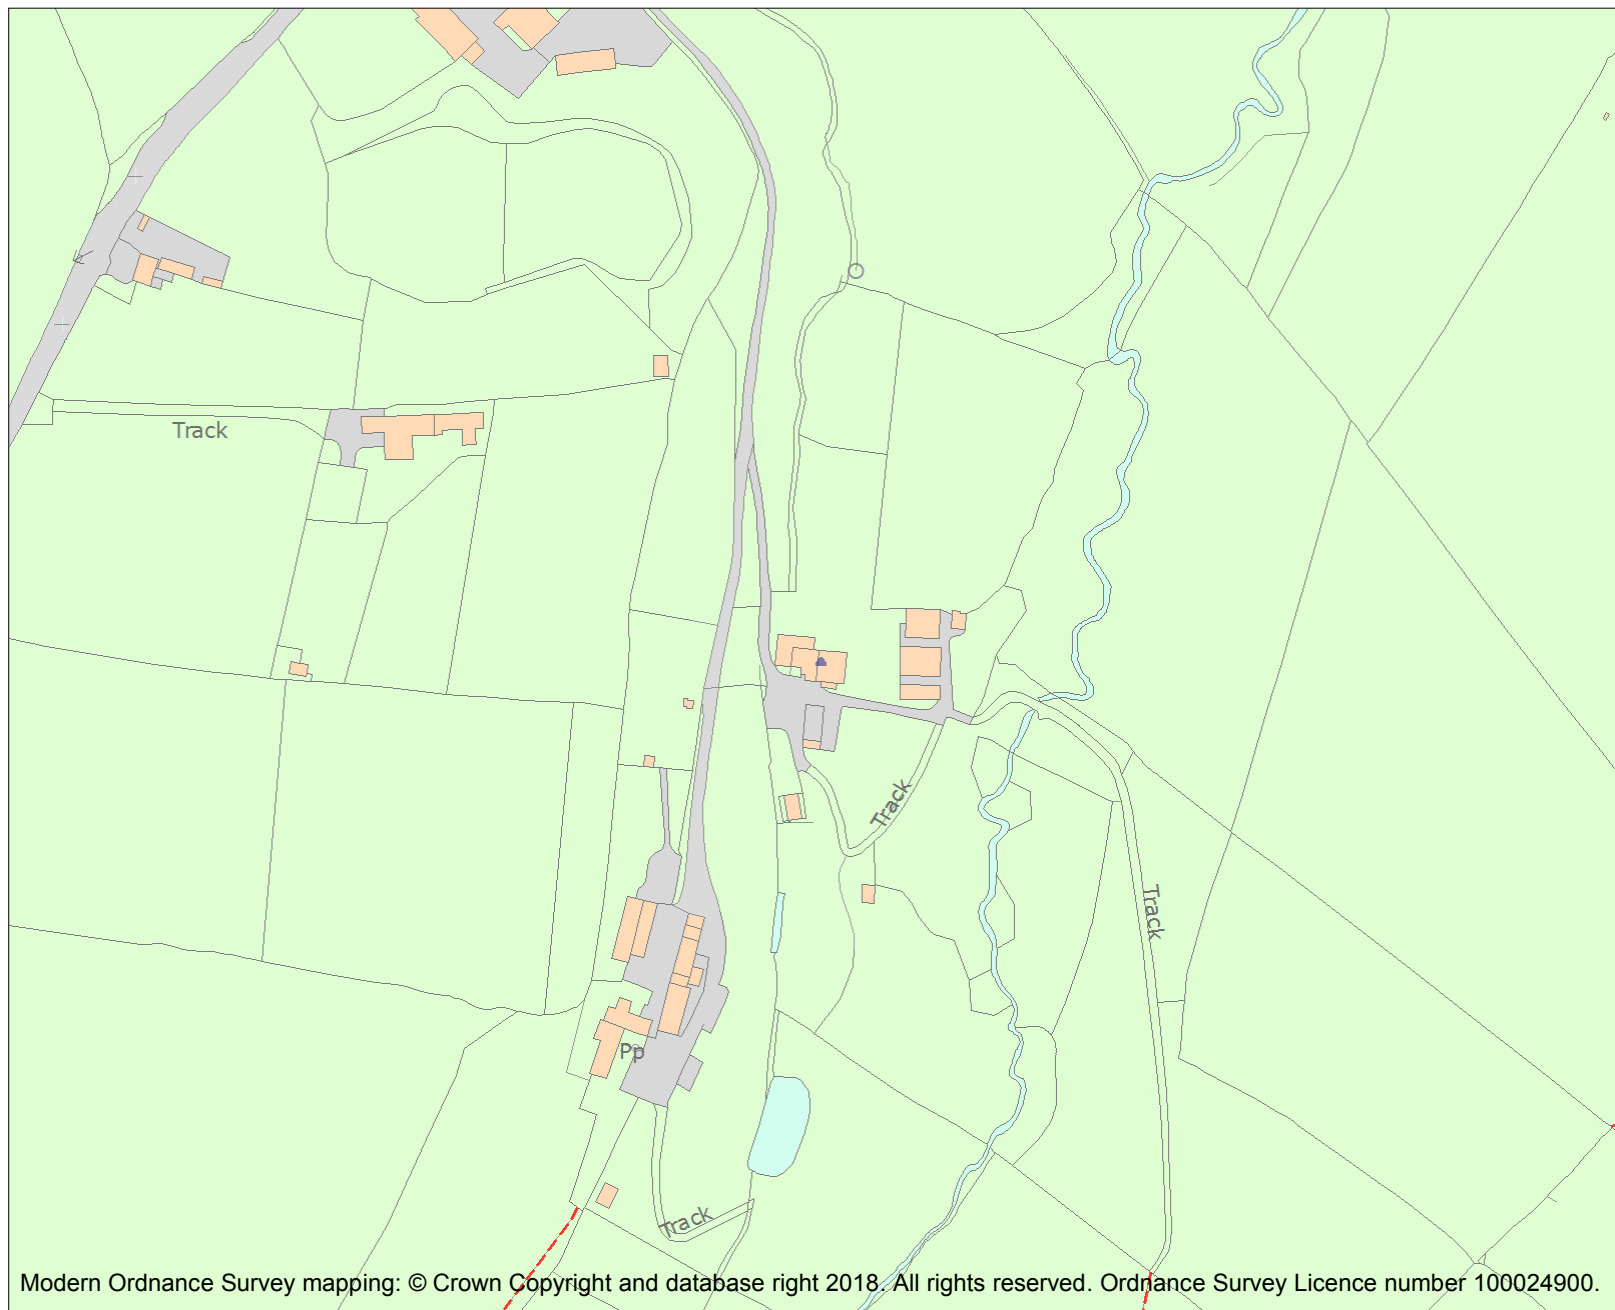 Track
Track
Track
Pp
Track
Modern Ordnance Survey mapping: © Crown Copyright and database right 2018. All rights reserved. Ordnance Survey Licence number 100024900.